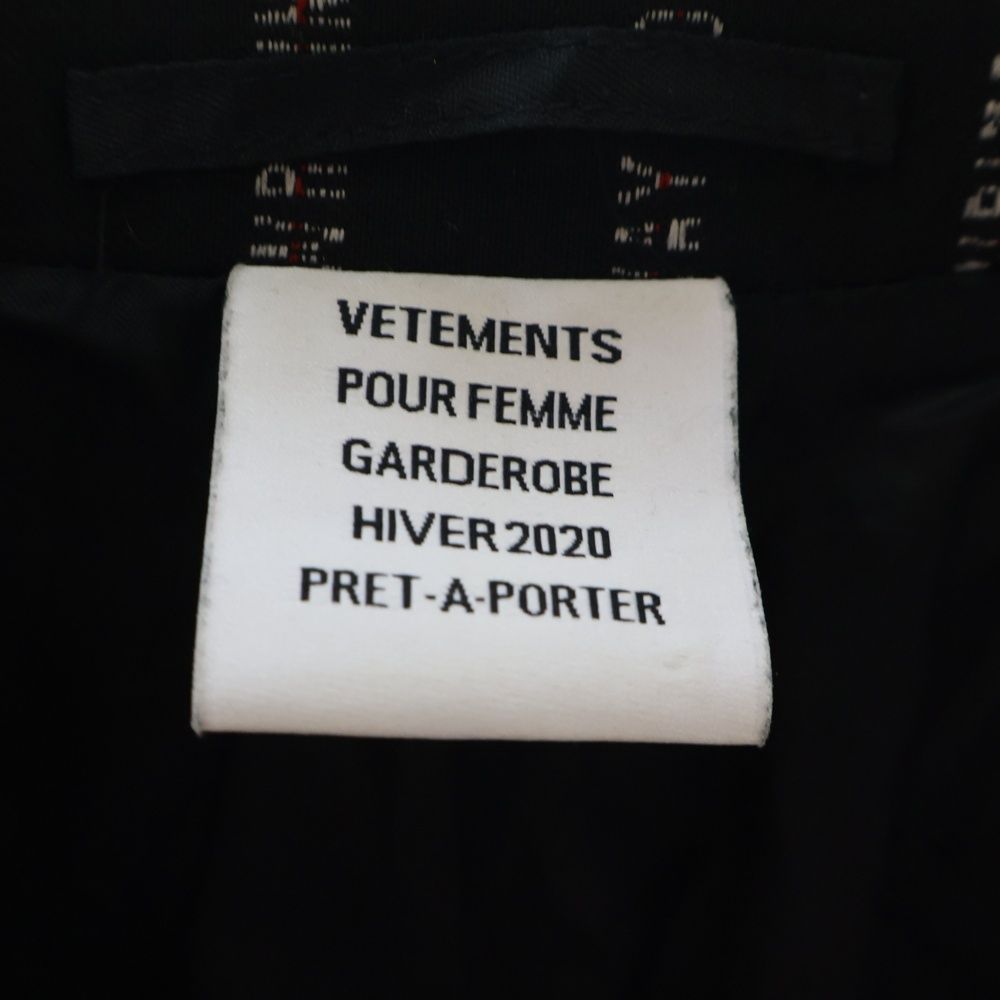 VETEMENTS
POUR FEMME
GARDEROBE
HIVER 2020
PRET-A-PORTER